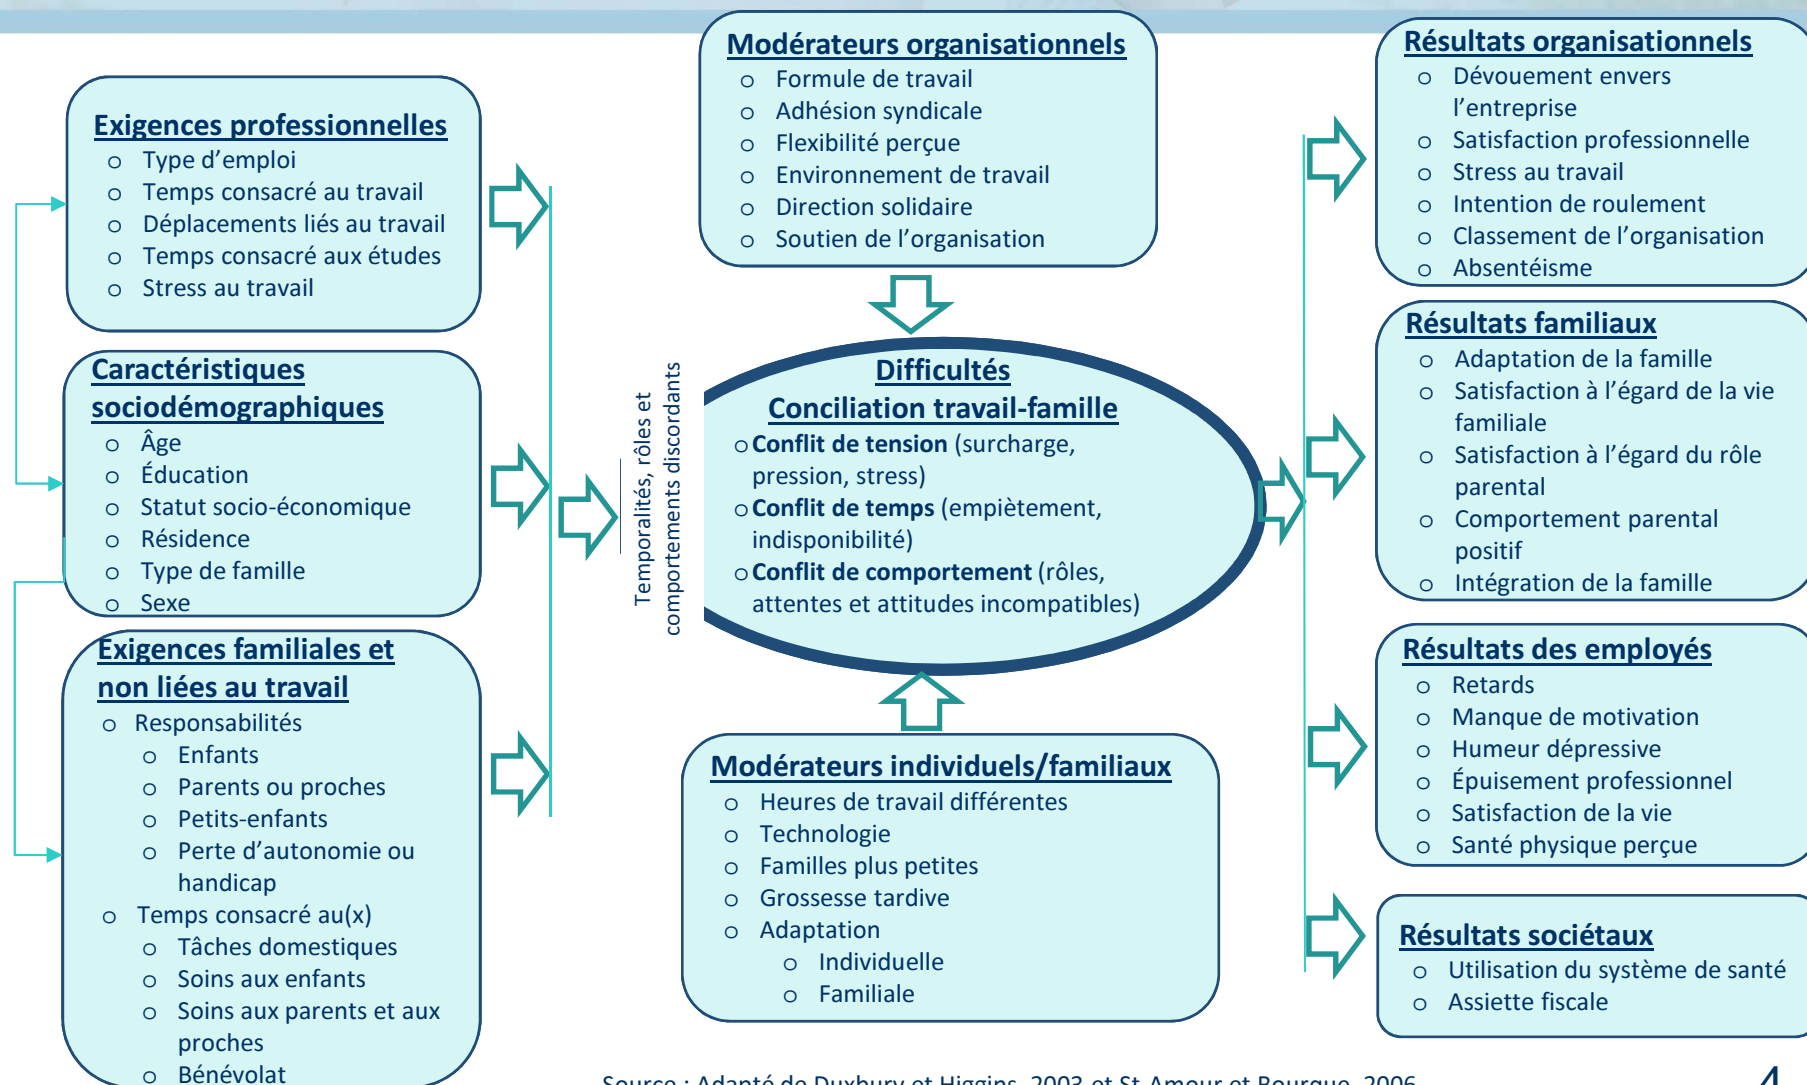 Exigences professionnelles
o Type d'emploi
o Temps consacré au travail
o Déplacements liés au travail
o Temps consacré aux études
o Stress au travail
Caractéristiques
sociodémographiques
o Âge
o Éducation
o Statut socio-économique
o Résidence
o Type de famille
o Sexe
Exigences familiales et
non liées au travail
o Responsabilités
o Enfants
o Parents ou proches
o Petits-enfants
o Perte d'autonomie ou
handicap
o Temps consacré au(x)
o Tâches domestiques
o Soins aux enfants
o Soins aux parents et aux
proches
o Bénévolat
Temporalités, rôles et
comportements discordants
Modérateurs organisationnels
o Formule de travail
o Adhésion syndicale
o Flexibilité perçue
o Environnement de travail
o Direction solidaire
o Soutien de l'organisation
Difficultés
Conciliation travail-famille
o Conflit de tension (surcharge,
pression, stress)
o Conflit de temps (empiètement,
indisponibilité)
o Conflit de comportement (rôles,
attentes et attitudes incompatibles)
Modérateurs individuels/familiaux
o Heures de travail différentes
o Technologie
o Familles plus petites
o Grossesse tardive
o Adaptation
o Individuelle
o Familiale
Résultats organisationnels
o Dévouement envers
l'entreprise
o Satisfaction professionnelle
o Stress au travail
o Intention de roulement
o Classement de l'organisation
o Absentéisme
Résultats familiaux
o Adaptation de la famille
o Satisfaction à l'égard de la vie
familiale
o Satisfaction à l'égard du rôle
parental
o Comportement parental
positif
o Intégration de la famille
Résultats des employés
o Retards
o Manque de motivation
o Humeur dépressive
o Épuisement professionnel
o Satisfaction de la vie
o Santé physique perçue
Résultats sociétaux
o Utilisation du système de santé
o Assiette fiscale
Source : Adapté de Duxbury et Higgins, 2003 et St-Amour et Bourque, 2006
4